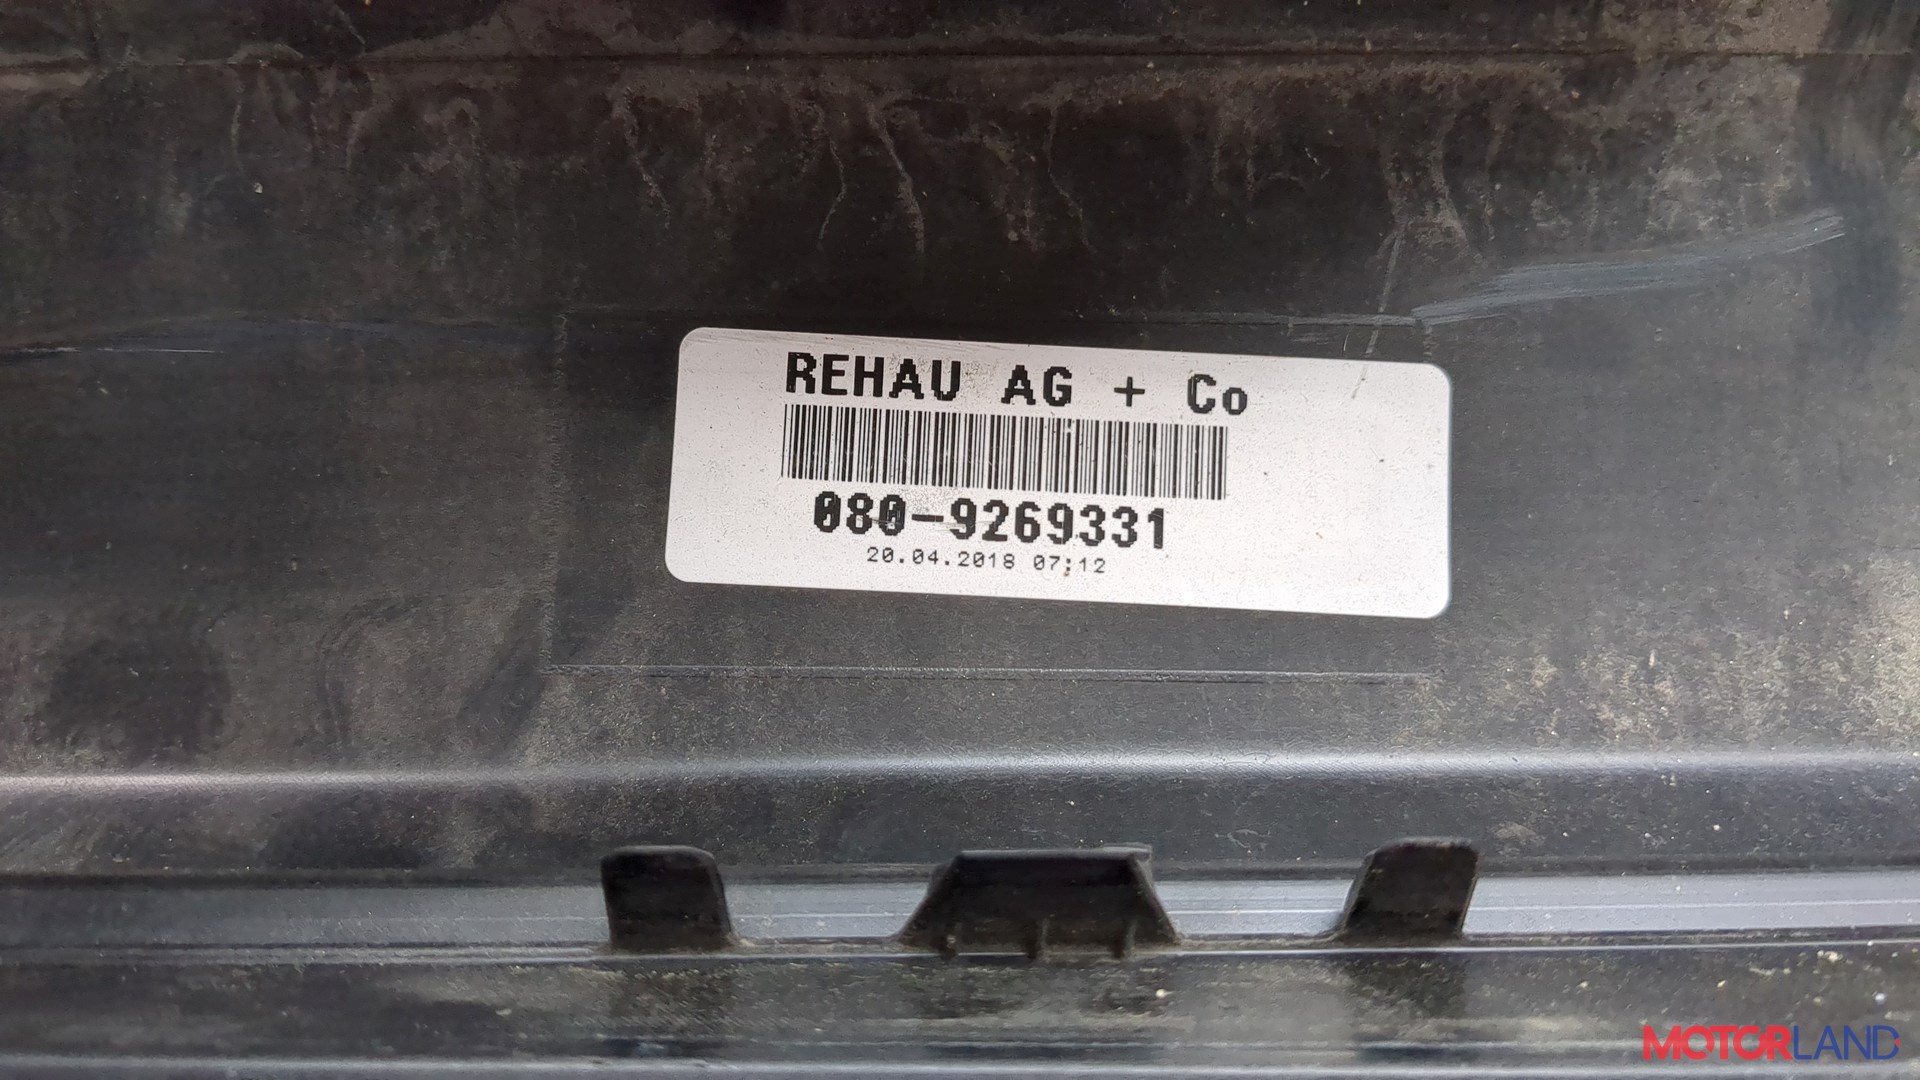 REHAU AG + Co
080-9269331
20.04.2018 07:12
MOTORLAND